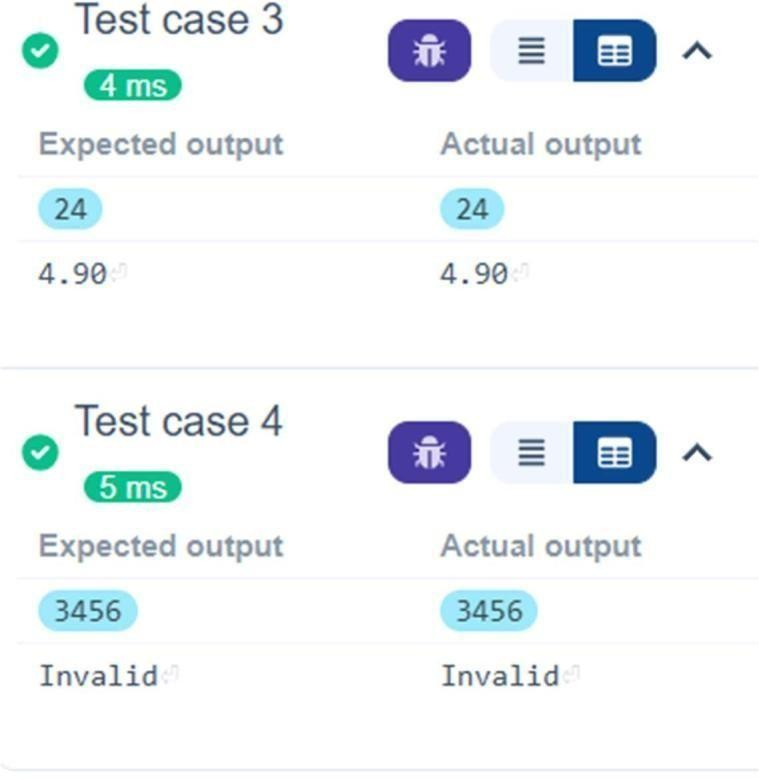 Test case 3
4 ms
Expected output Actual output
24 24
4.90⏎ 4.90⏎
Test case 4
5 ms
Expected output Actual output
3456 3456
Invalid⏎ Invalid⏎